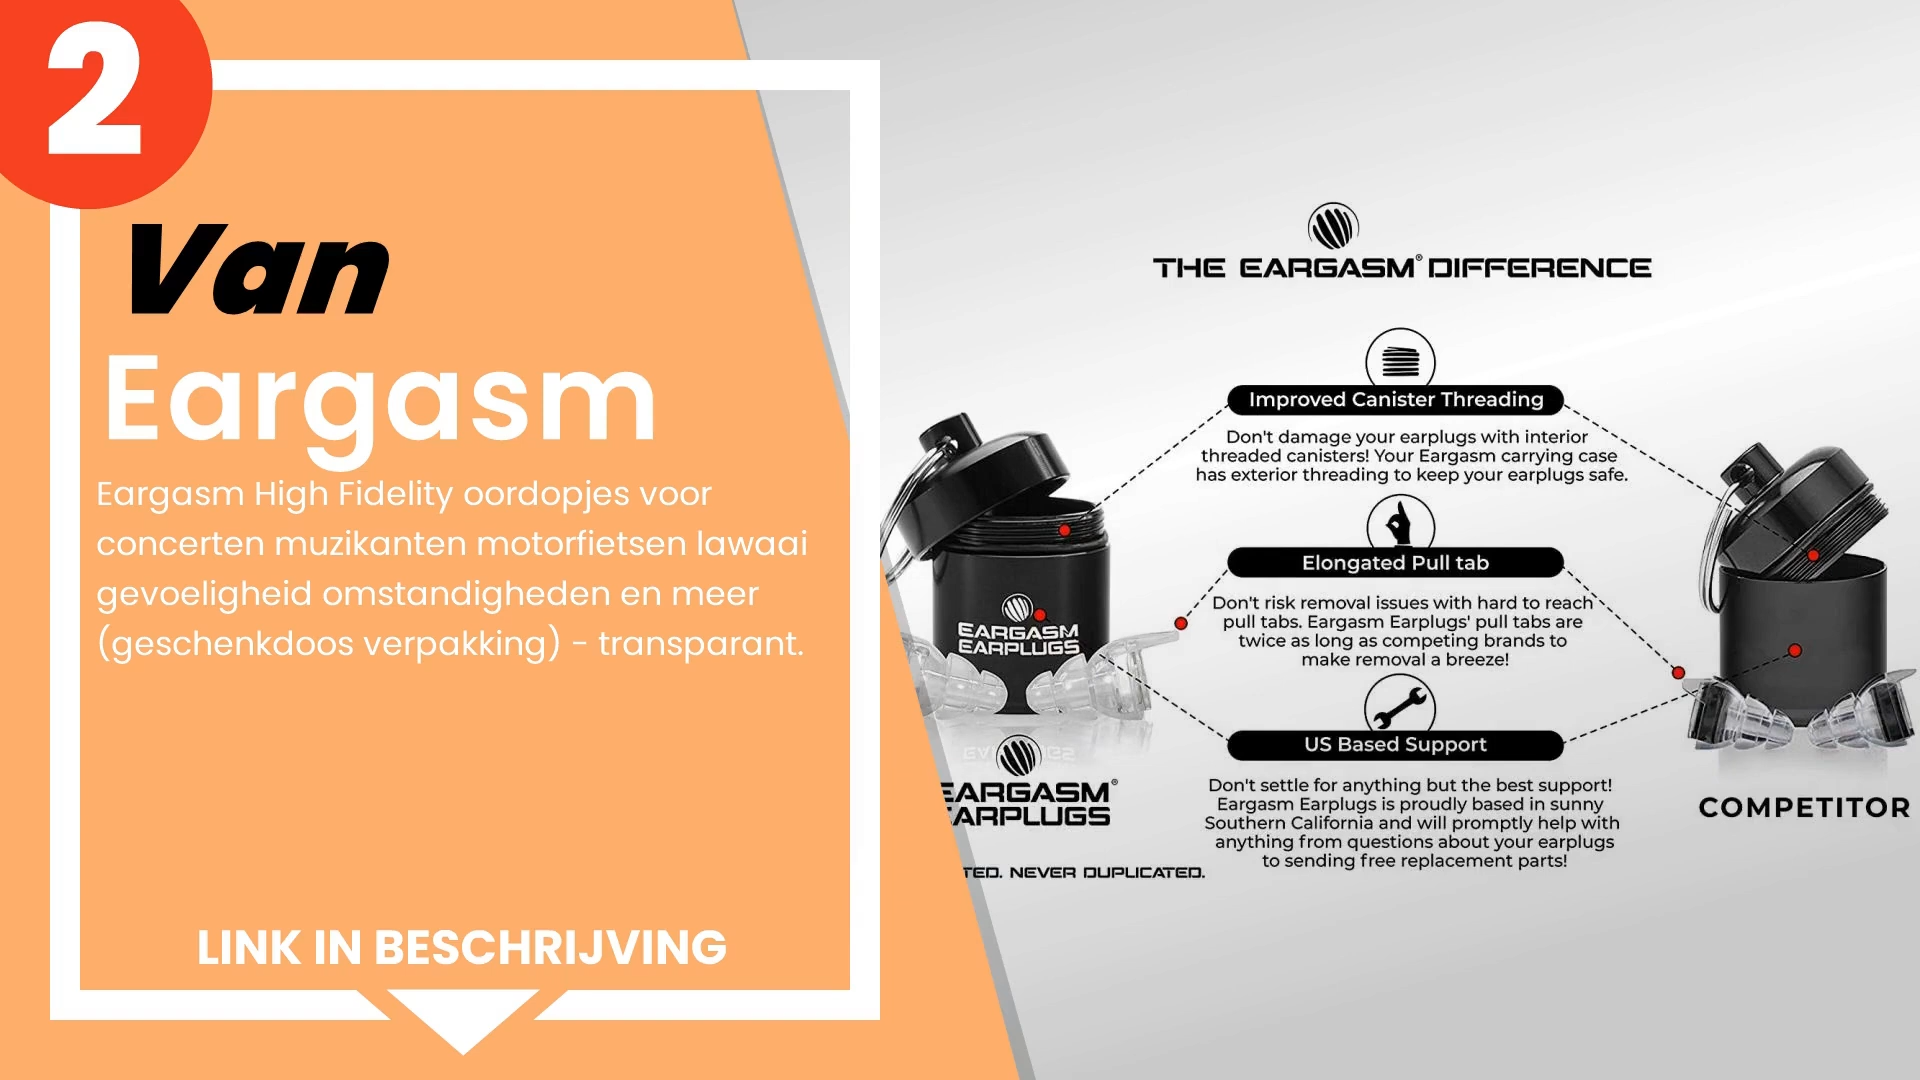 2
Van
Eargasm
Eargasm High Fidelity oordopjes voor
concerten muzikanten motorfietsen lawaai
gevoeligheid omstandigheden en meer
(geschenkdoos verpakking) - transparant.
LINK IN BESCHRIJVING
THE EARGASM® DIFFERENCE
Improved Canister Threading
Don't damage your earplugs with interior
threaded canisters! Your Eargasm carrying case
has exterior threading to keep your earplugs safe.
Elongated Pull tab
Don't risk removal issues with hard to reach
pull tabs. Eargasm Earplugs' pull tabs are
twice as long as competing brands to
make removal a breeze!
US Based Support
Don't settle for anything but the best support!
Eargasm Earplugs is proudly based in sunny
Southern California and will promptly help with
anything from questions about your earplugs
to sending free replacement parts!
EARGASM
EARPLUGS
EARGASM®
EARPLUGS
TED. NEVER DUPLICATED.
COMPETITOR